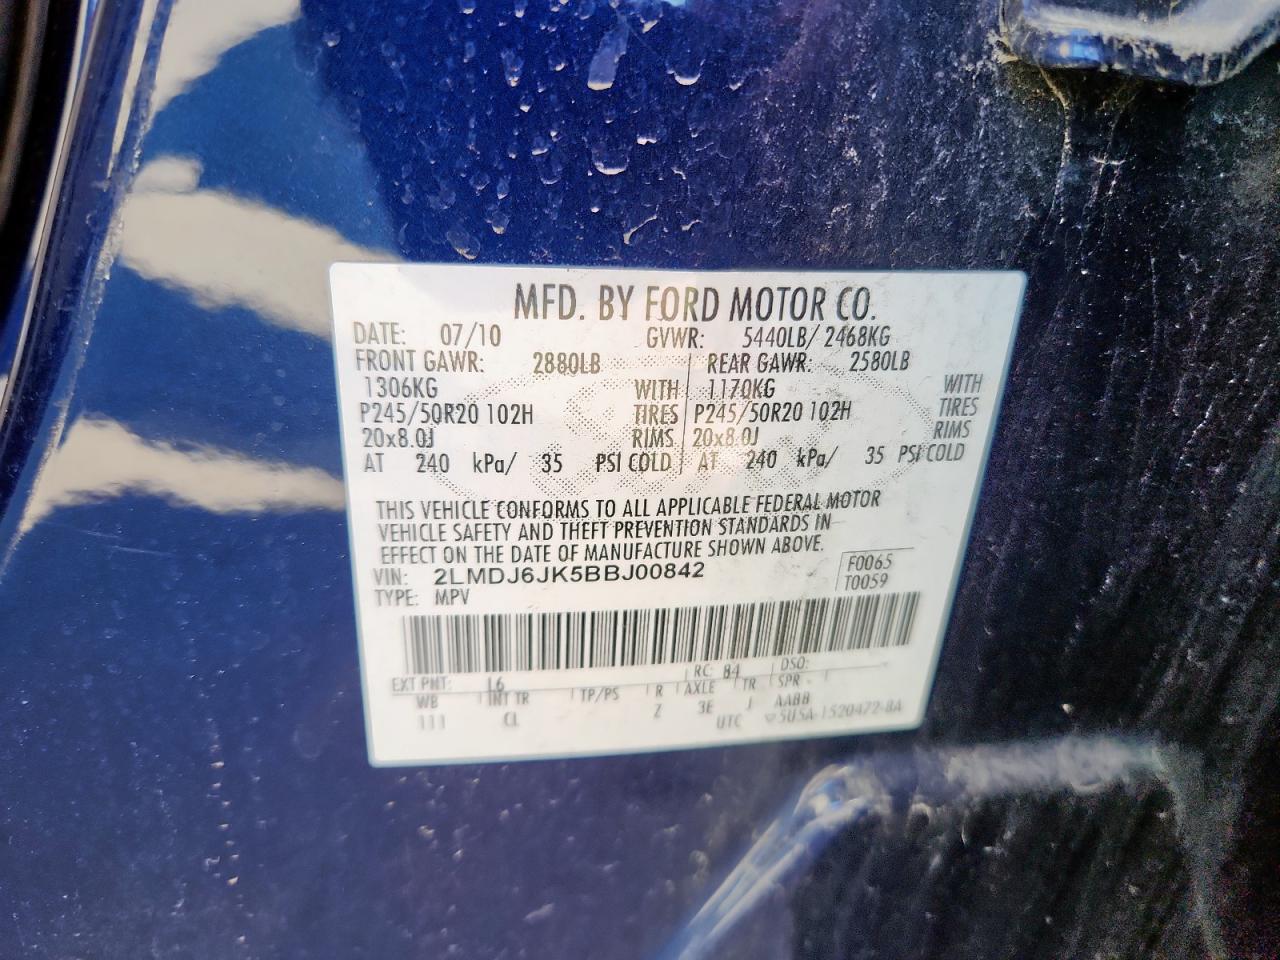 MFD. BY FORD MOTOR CO.
DATE: 07/10 GVWR: 5440LB/ 2468KG
FRONT GAWR: 2880LB REAR GAWR: 2580LB
1306KG WITH 1170KG WITH
P245/50R20 102H TIRES P245/50R20 102H TIRES
20x8.0J RIMS 20x8.0J RIMS
AT 240 kPa/ 35 PSI COLD AT 240 kPa/ 35 PSI COLD
THIS VEHICLE CONFORMS TO ALL APPLICABLE FEDERAL MOTOR
VEHICLE SAFETY AND THEFT PREVENTION STANDARDS IN
EFFECT ON THE DATE OF MANUFACTURE SHOWN ABOVE.
VIN: 2LMDJ6JK5BBJ00842 F0065
TYPE: MPV T0059
EXT PNT: L6 RC: 84 DSO:
WB INT TR TP/PS R AXLE TR SPR
111 CL Z 3E J AABB
UTC 5USA-1520472-BA